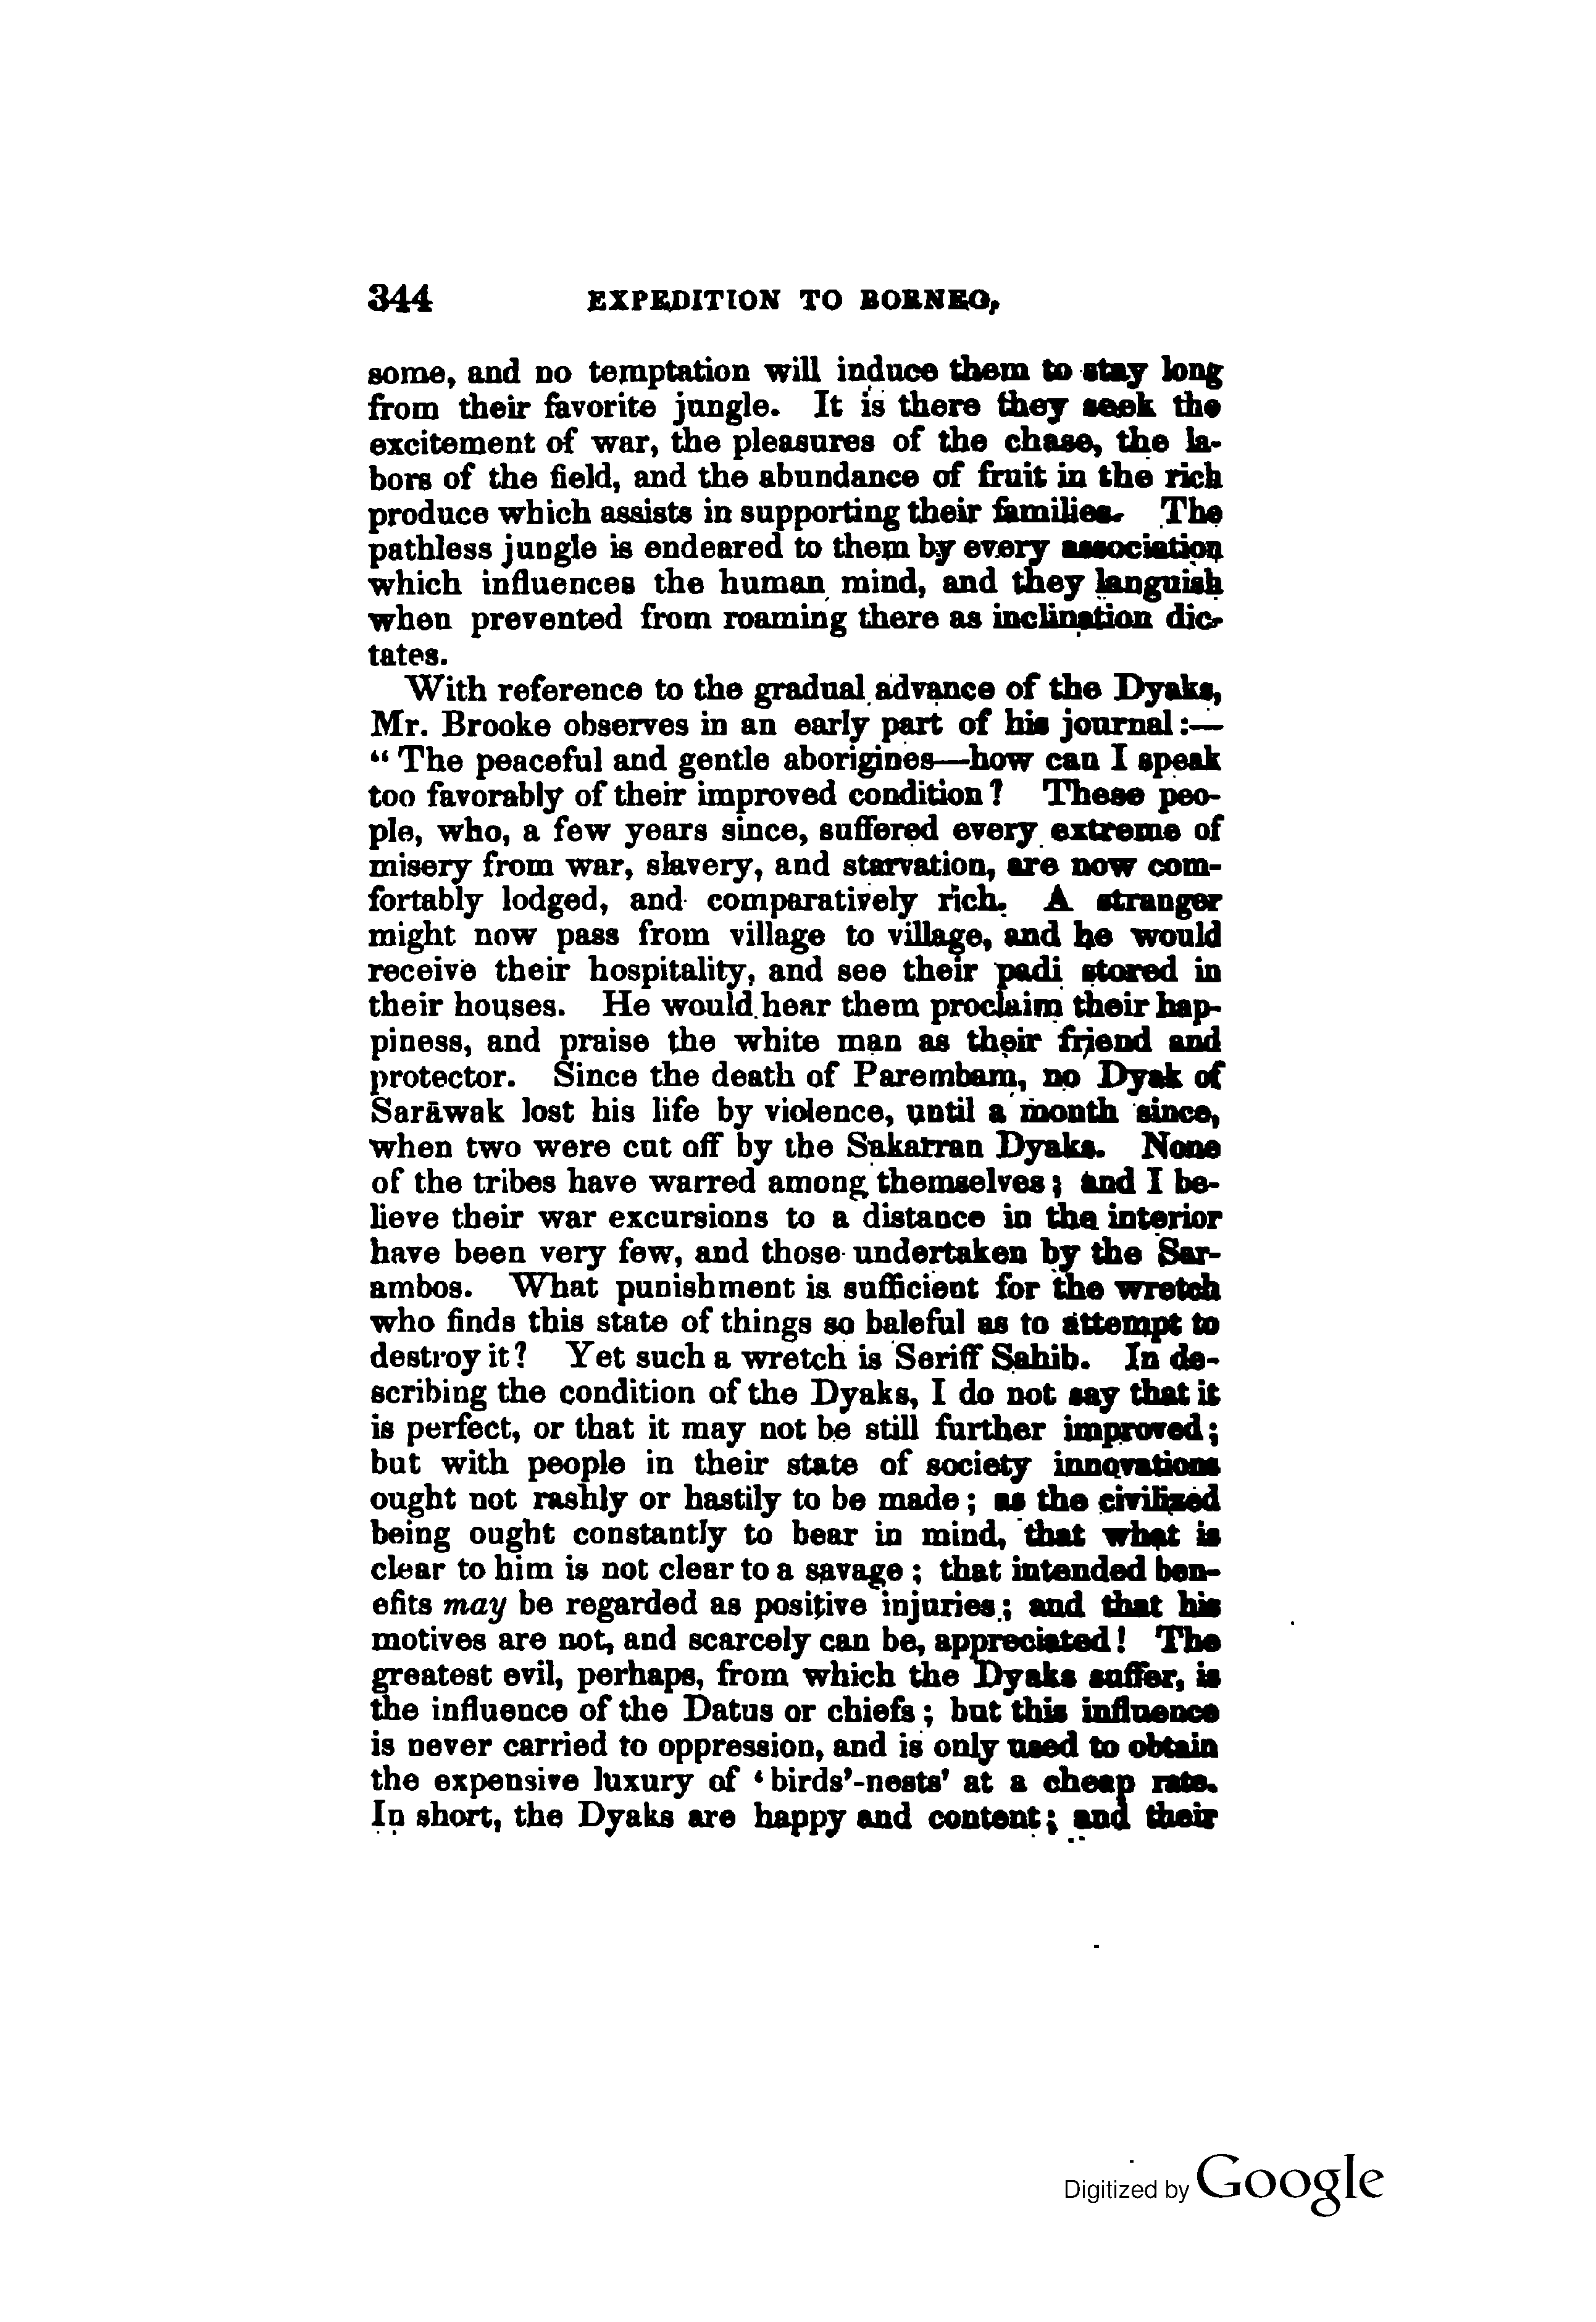 344 EXPEDITION TO BORNEO,
some, and no temptation will induce them to stay long
from their favorite jungle. It is there they seek the
excitement of war, the pleasures of the chase, the la-
bors of the field, and the abundance of fruit in the rich
produce which assists in supporting their families. The
pathless jungle is endeared to them by every association
which influences the human mind, and they languish
when prevented from roaming there as inclination dic-
tates.
With reference to the gradual advance of the Dyaks,
Mr. Brooke observes in an early part of his journal:—
“The peaceful and gentle aborigines—how can I speak
too favorably of their improved condition? These peo-
ple, who, a few years since, suffered every extreme of
misery from war, slavery, and starvation, are now com-
fortably lodged, and comparatively rich. A stranger
might now pass from village to village, and he would
receive their hospitality, and see their padi stored in
their houses. He would hear them proclaim their hap-
piness, and praise the white man as their friend and
protector. Since the death of Parembam, no Dyak of
Sarāwak lost his life by violence, until a month since,
when two were cut off by the Sakarran Dyaks. None
of the tribes have warred among themselves; and I be-
lieve their war excursions to a distance in the interior
have been very few, and those undertaken by the Sar-
ambos. What punishment is sufficient for the wretch
who finds this state of things so baleful as to attempt to
destroy it? Yet such a wretch is Seriff Sahib. In de-
scribing the condition of the Dyaks, I do not say that it
is perfect, or that it may not be still further improved;
but with people in their state of society innovations
ought not rashly or hastily to be made; as the civilized
being ought constantly to bear in mind, that what is
clear to him is not clear to a savage; that intended ben-
efits may be regarded as positive injuries; and that his
motives are not, and scarcely can be, appreciated! The
greatest evil, perhaps, from which the Dyaks suffer, is
the influence of the Datus or chiefs; but this influence
is never carried to oppression, and is only used to obtain
the expensive luxury of ‘birds’-nests’ at a cheap rate.
In short, the Dyaks are happy and content; and their
Digitized by Google